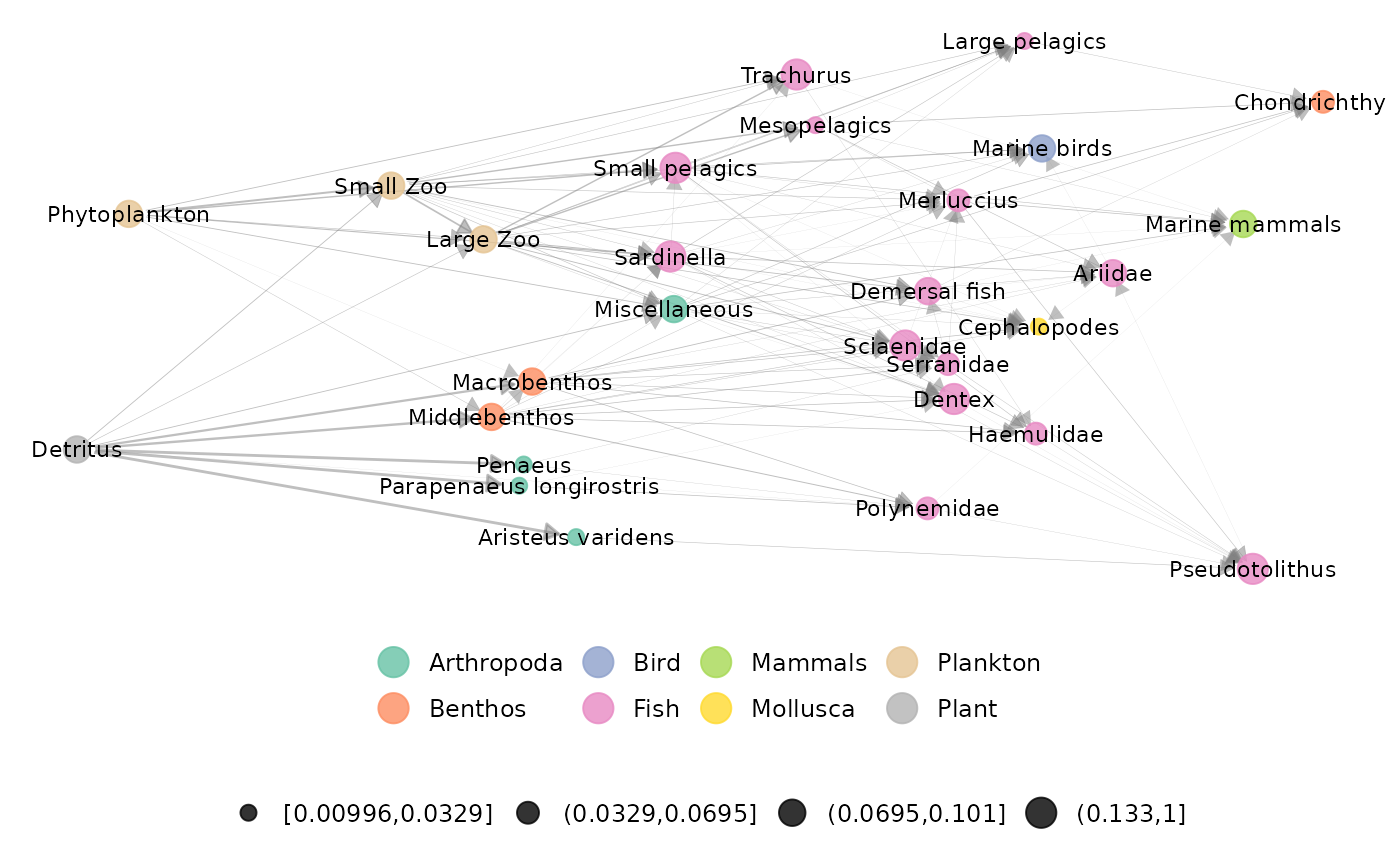 Large pelagics
Trachurus
Chondrichthy
Mesopelagics
Marine birds
Small pelagics
Small Zoo
Merluccius
Phytoplankton
Marine mammals
Large Zoo
Sardinella
Ariidae
Demersal fish
Miscellaneous
Cephalopodes
Sciaenidae
Serranidae
Macrobenthos
Dentex
Middlebenthos
Haemulidae
Detritus
Penaeus
Parapenaeus longirostris
Polynemidae
Aristeus varidens
Pseudotolithus
Arthropoda Bird Mammals Plankton
Benthos Fish Mollusca Plant
[0.00996,0.0329] (0.0329,0.0695] (0.0695,0.101] (0.133,1]